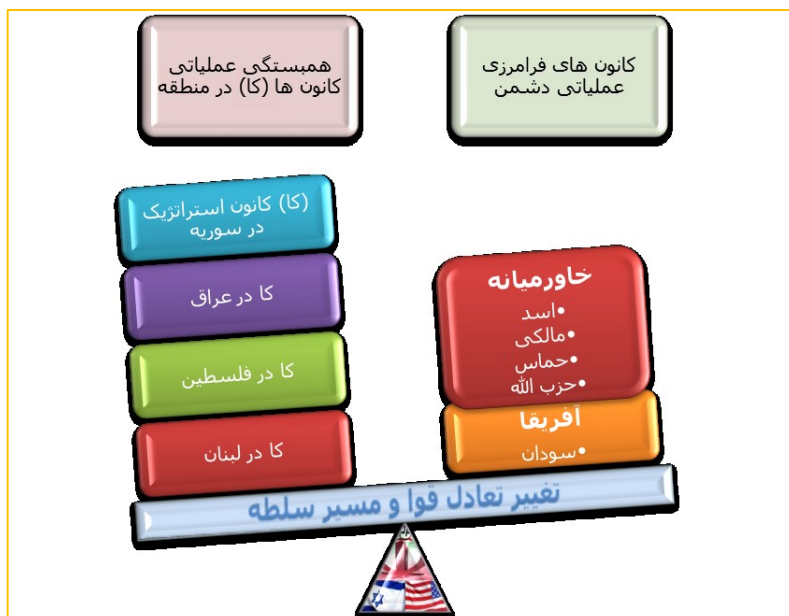 کانون های فرامرزی
عملیاتی دشمن
همبستگی عملیاتی
کانون ها (کا) در منطقه
خاورمیانه
•اسد
•مالکی
•حماس
•حزب الله
آفریقا
•سودان
(کا) کانون استراتژیک
در سوریه
کا در عراق
کا در فلسطین
کا در لبنان
تغییر تعادل قوا و مسیر سلطه